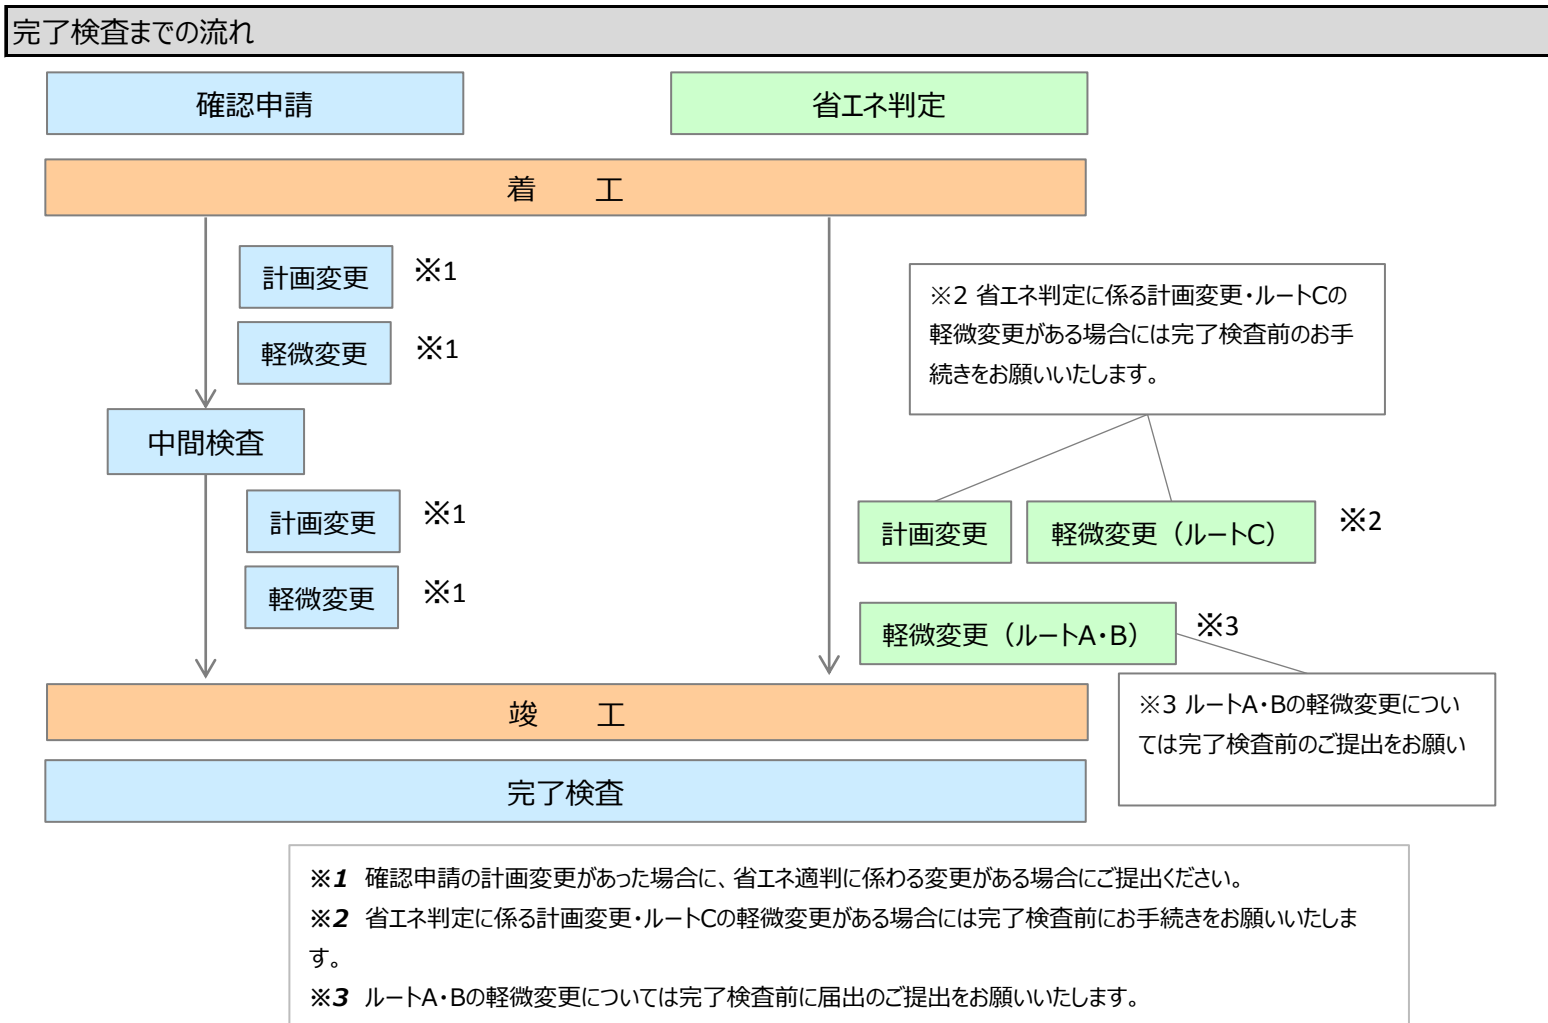 完了検査までの流れ
確認申請
省エネ判定
着　　工
計画変更
※1
軽微変更
※1
※2 省エネ判定に係る計画変更・ルートCの
軽微変更がある場合には完了検査前のお手
続きをお願いいたします。
中間検査
計画変更
※1
計画変更
軽微変更（ルートC）
※2
軽微変更
※1
軽微変更（ルートA・B）
※3
※3 ルートA・Bの軽微変更につい
ては完了検査前のご提出をお願い
竣　　工
完了検査
※1 確認申請の計画変更があった場合に、省エネ適判に係わる変更がある場合にご提出ください。
※2 省エネ判定に係る計画変更・ルートCの軽微変更がある場合には完了検査前にお手続きをお願いいたしま
す。
※3 ルートA・Bの軽微変更については完了検査前に届出のご提出をお願いいたします。